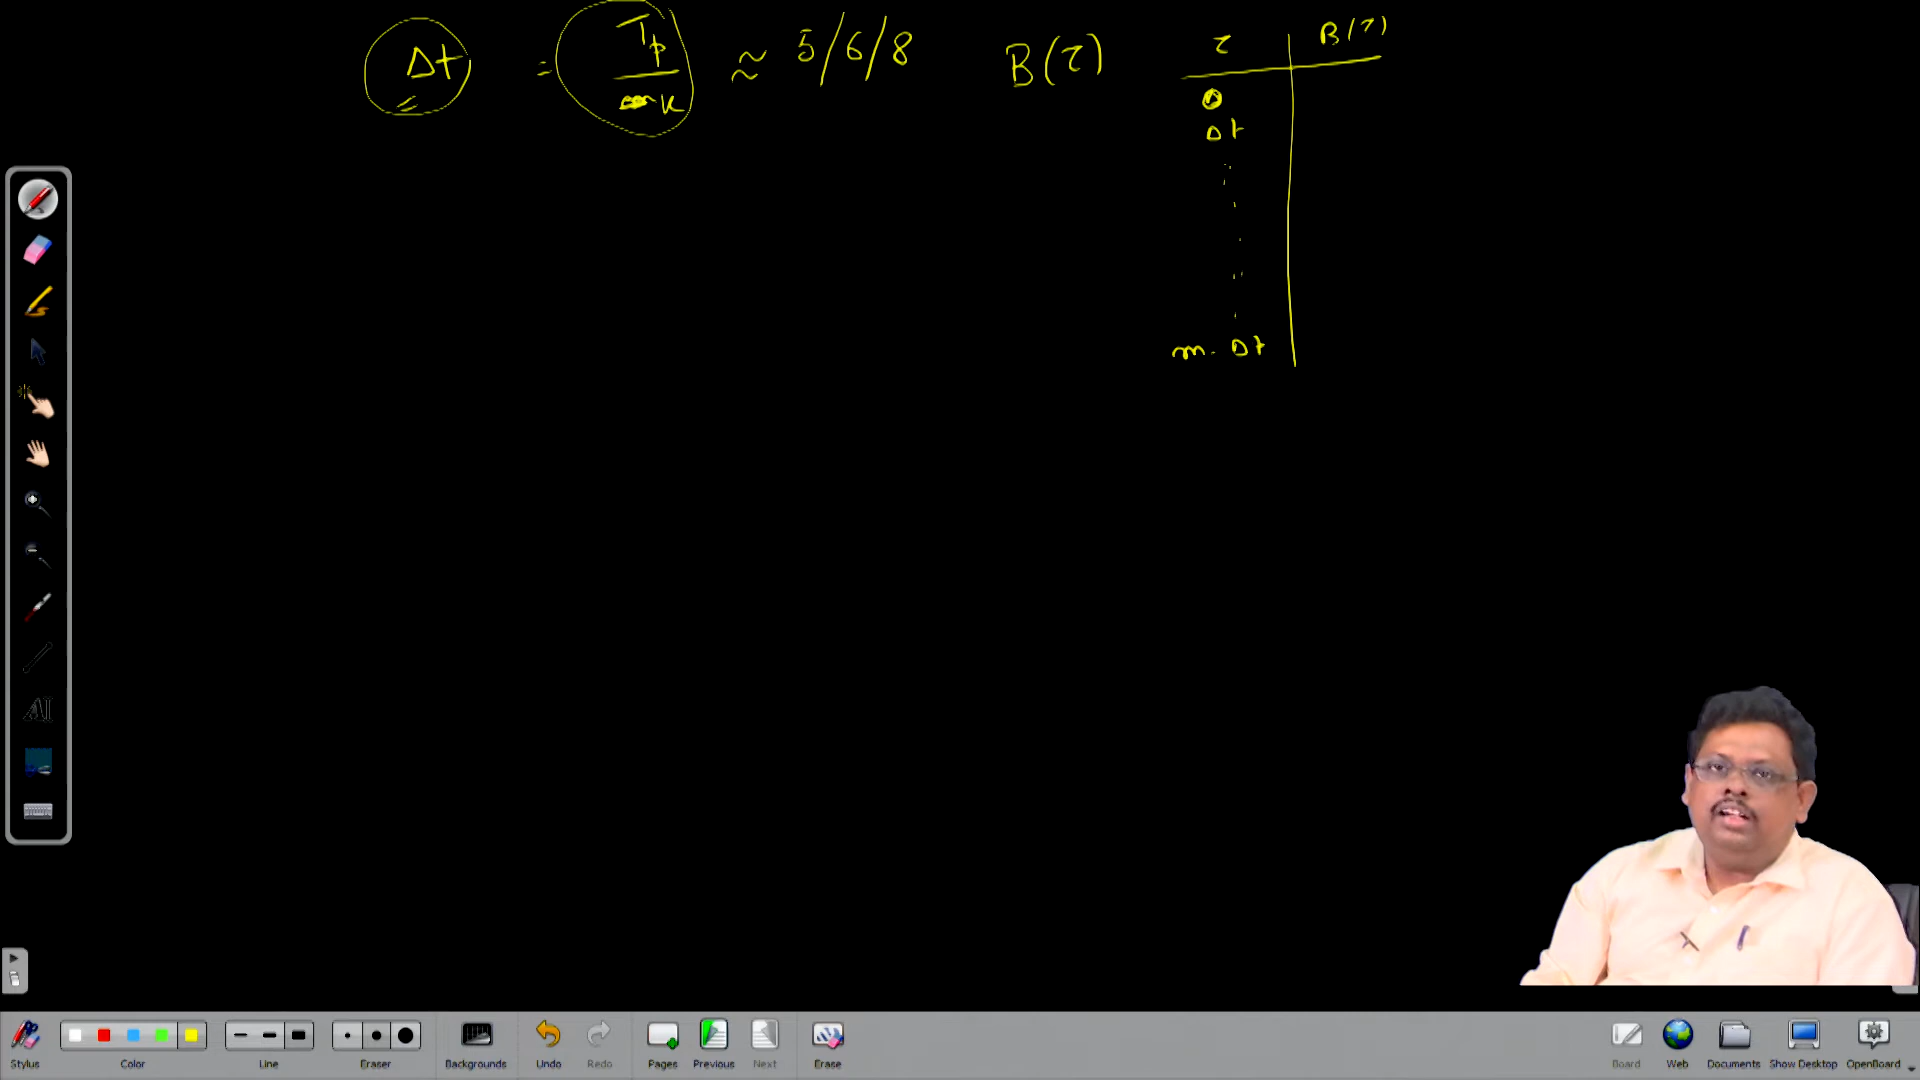 Δt = Tp / k ≈ 5/6/8 B(τ)
τ B(τ)
0
Δt
m. Δt
AI
Stylus Color Line Eraser Backgrounds Undo Redo Pages Previous Next Erase Board Web Documents Show Desktop OpenBoard